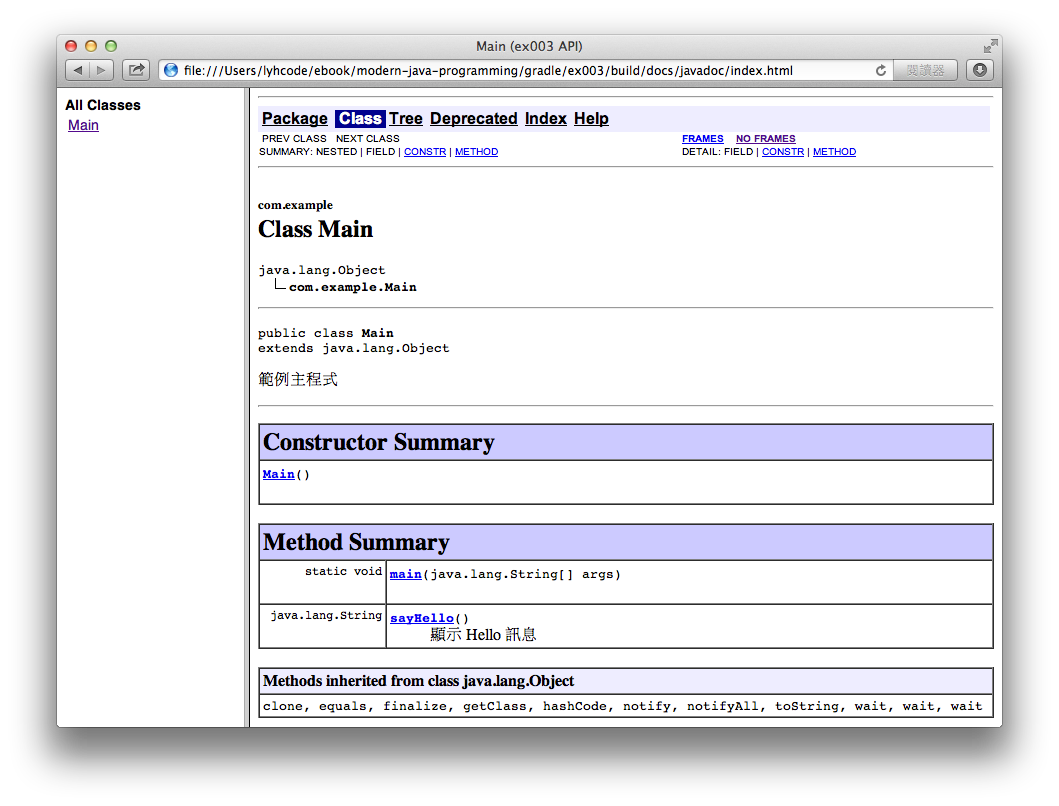 Main (ex003 API)
file:///Users/lyhcode/ebook/modern-java-programming/gradle/ex003/build/docs/javadoc/index.html
閱讀器
All Classes
Main
Package Class Tree Deprecated Index Help
PREV CLASS NEXT CLASS
FRAMES NO FRAMES
SUMMARY: NESTED | FIELD | CONSTR | METHOD
DETAIL: FIELD | CONSTR | METHOD
com.example
Class Main
java.lang.Object
com.example.Main
public class Main
extends java.lang.Object
範例主程式
Constructor Summary
Main()
Method Summary
static void main(java.lang.String[] args)
java.lang.String sayHello()
顯示 Hello 訊息
Methods inherited from class java.lang.Object
clone, equals, finalize, getClass, hashCode, notify, notifyAll, toString, wait, wait, wait